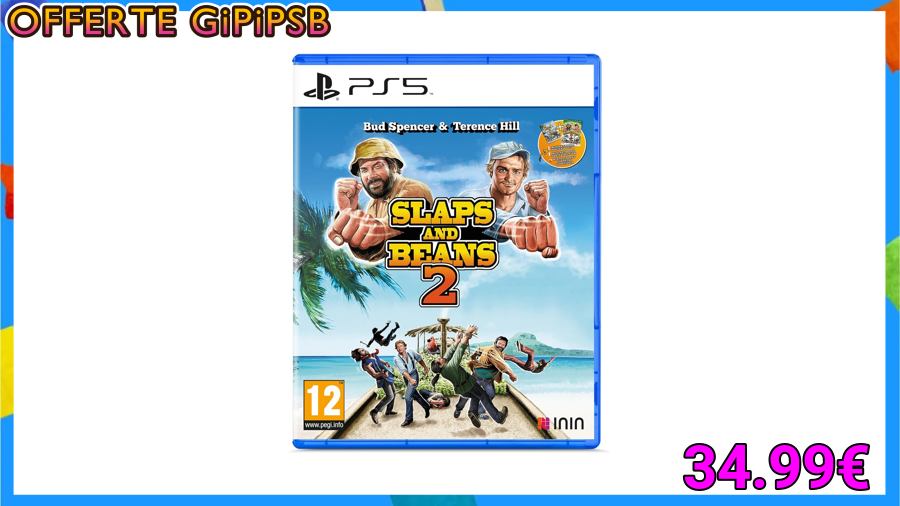 OFFERTE GiPiPSB
PS5
Bud Spencer & Terence Hill
SLAPS
AND
BEANS
2
12
www.pegi.info
ININ
34.99€